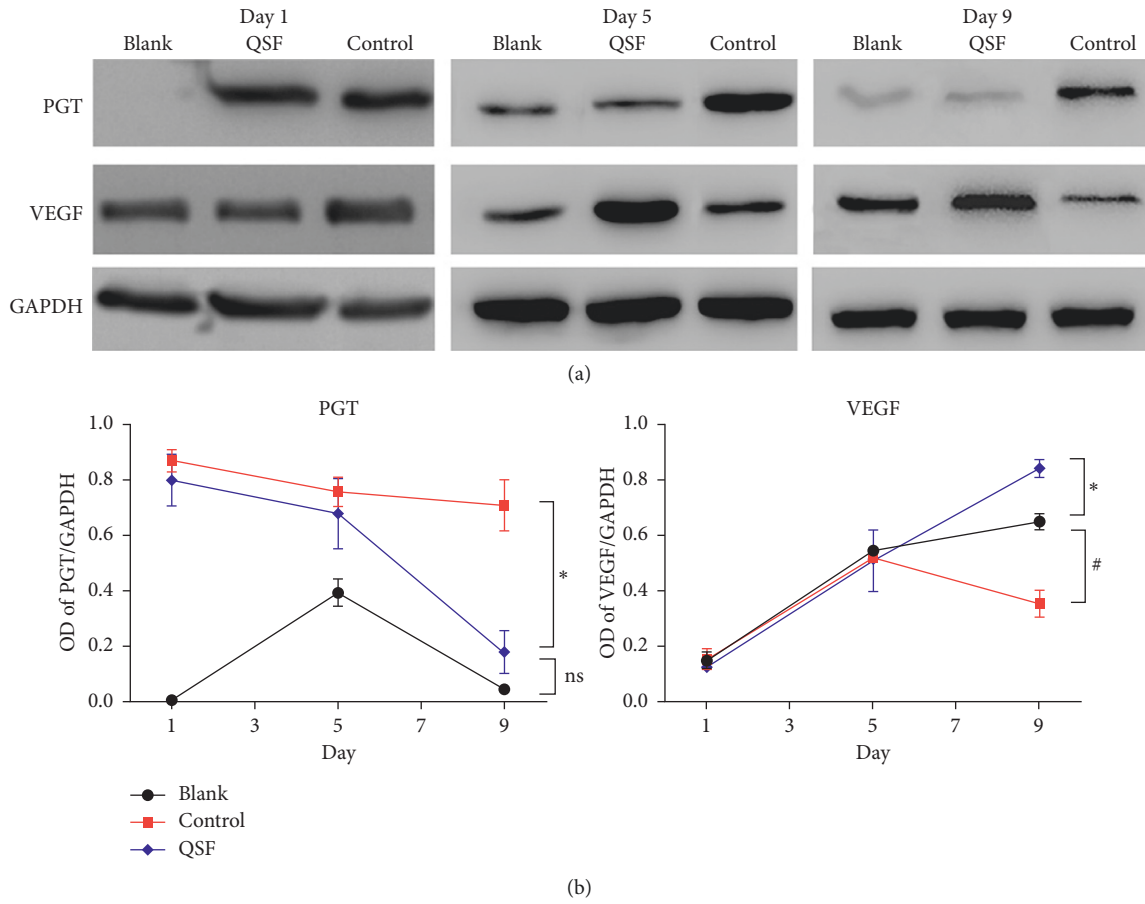 Day 1 Day 5 Day 9
Blank QSF Control Blank QSF Control Blank QSF Control
PGT
VEGF
GAPDH
(a)
PGT
OD of PGT/GAPDH
1.0
0.8
0.6
0.4
0.2
0.0
1 3 5 7 9
Day
*
ns
VEGF
OD of VEGF/GAPDH
1.0
0.8
0.6
0.4
0.2
0.0
1 3 5 7 9
Day
*
#
Blank
Control
QSF
(b)